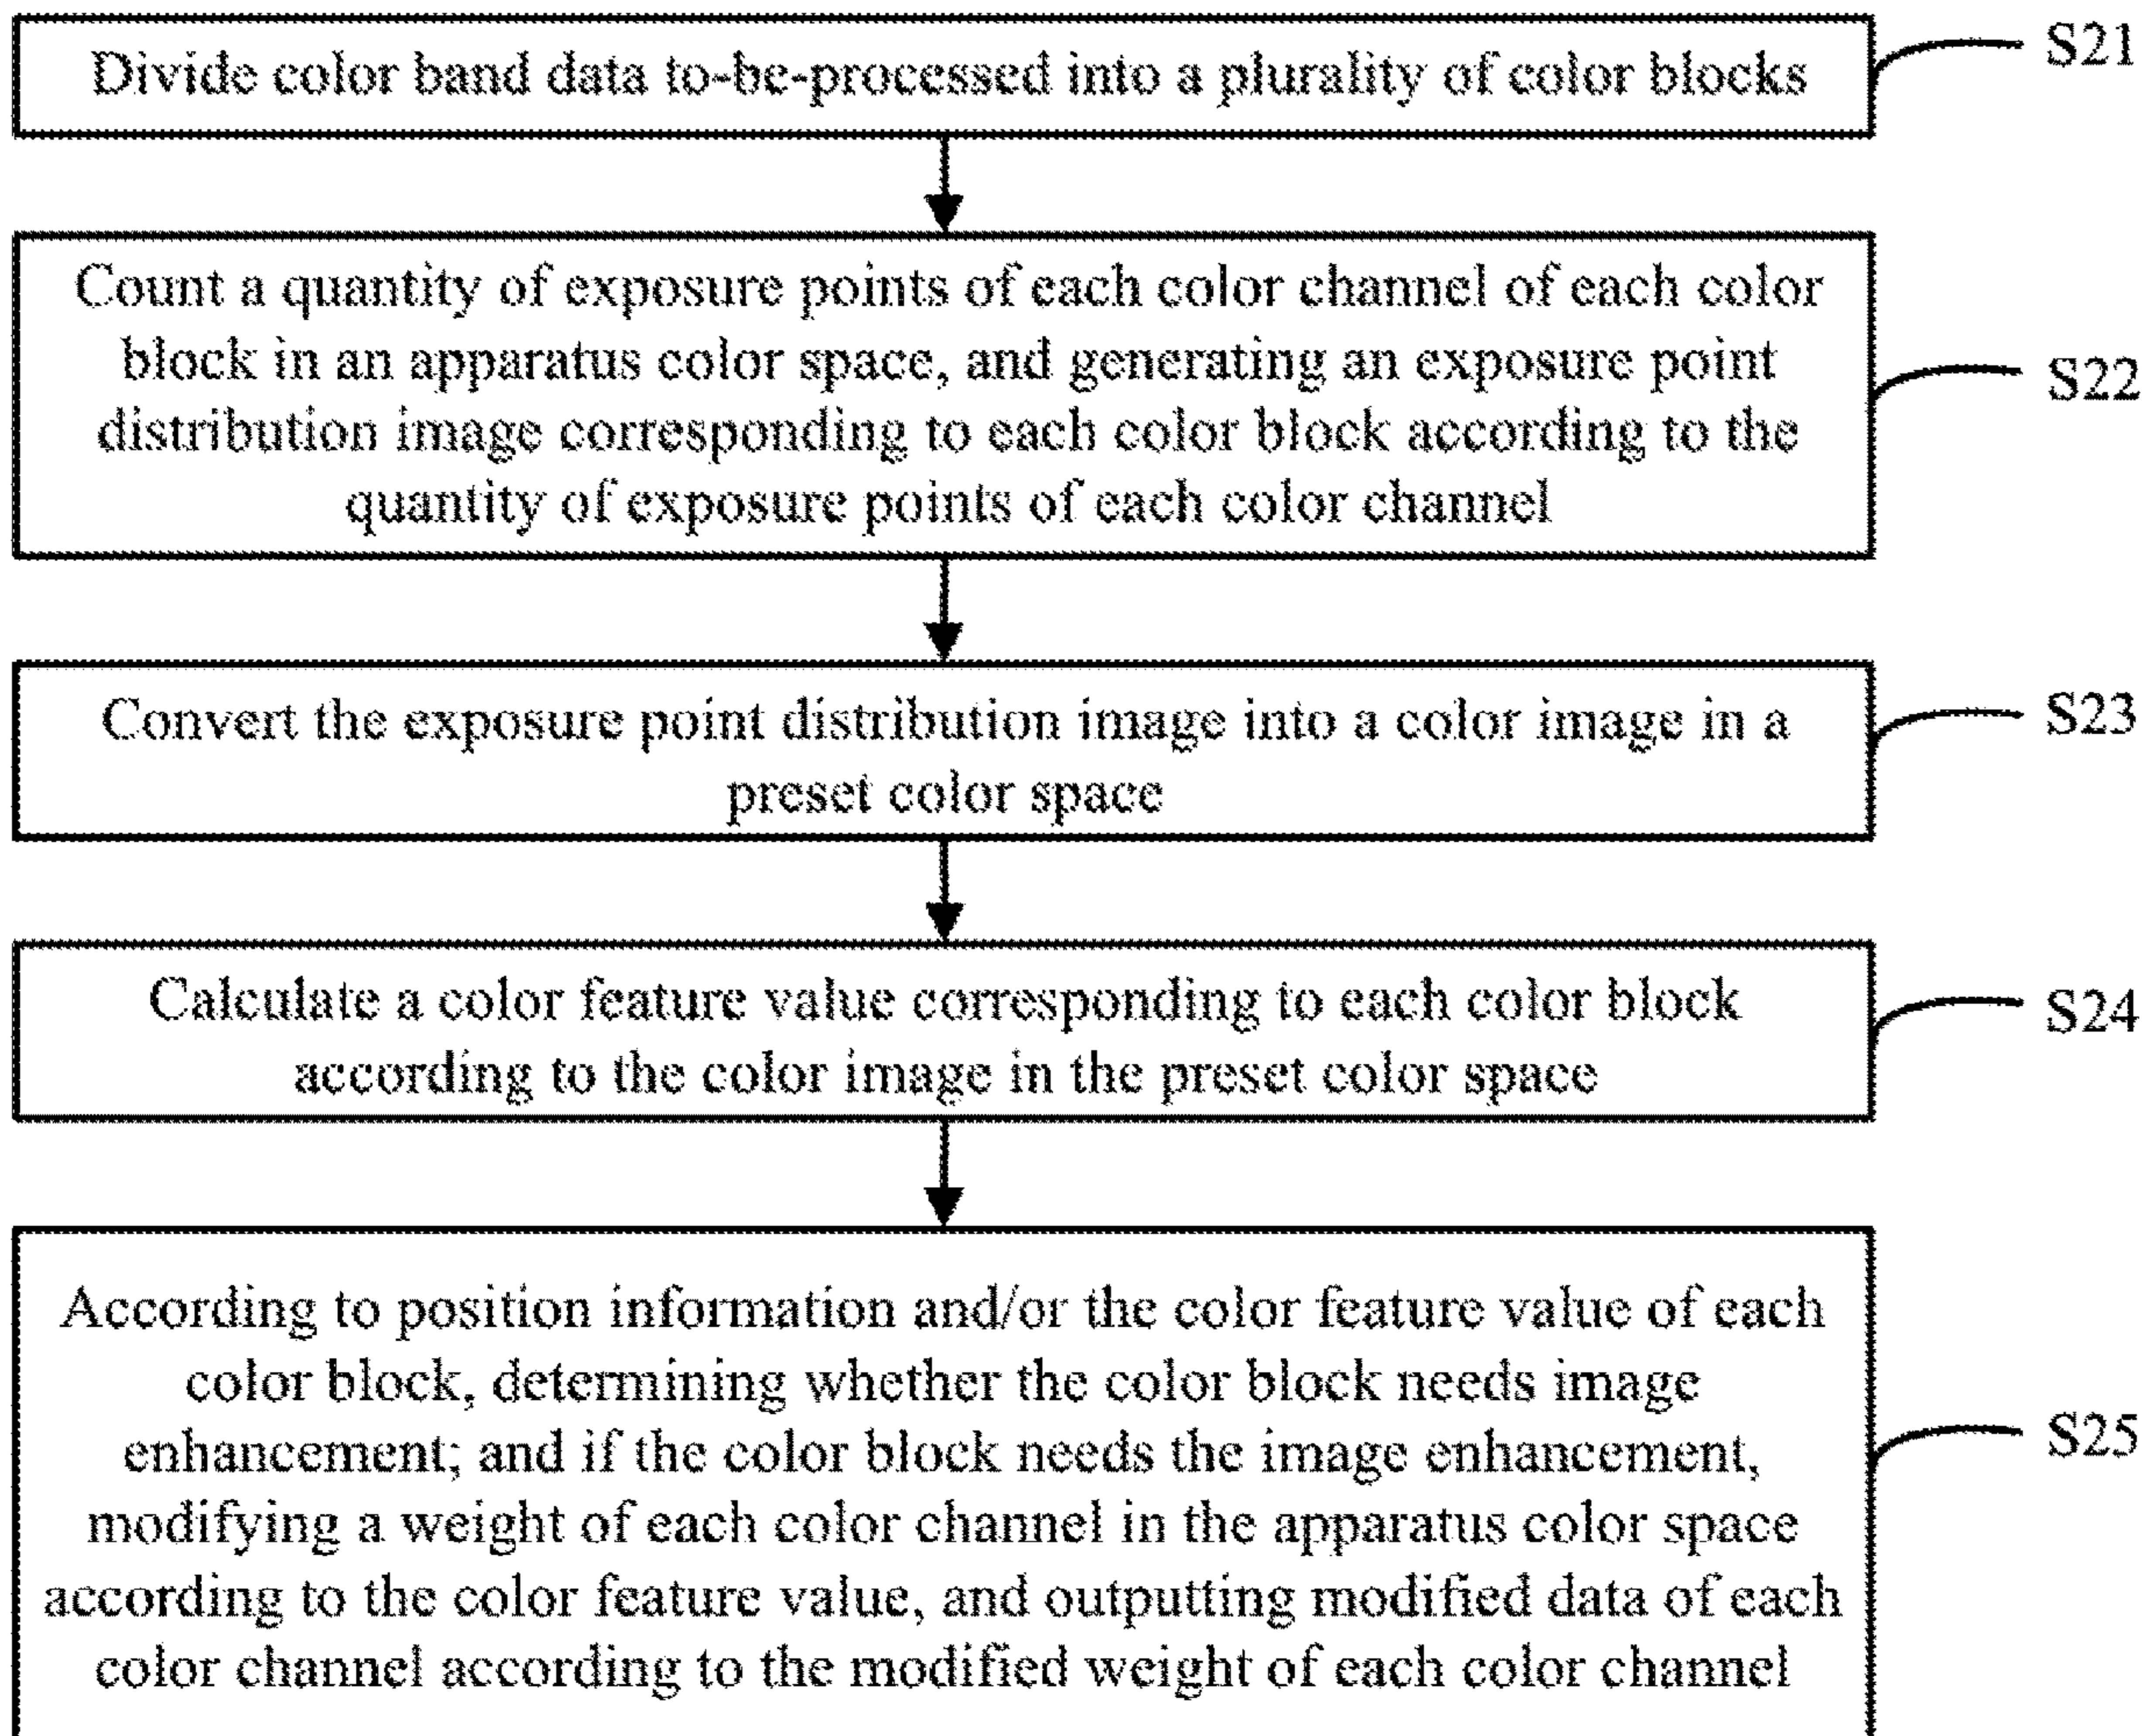 Divide color band data to-be-processed into a plurality of color blocks
S21
Count a quantity of exposure points of each color channel of each color
block in an apparatus color space, and generating an exposure point
distribution image corresponding to each color block according to the
quantity of exposure points of each color channel
S22
Convert the exposure point distribution image into a color image in a
preset color space
S23
Calculate a color feature value corresponding to each color block
according to the color image in the preset color space
S24
According to position information and/or the color feature value of each
color block, determining whether the color block needs image
enhancement; and if the color block needs the image enhancement,
modifying a weight of each color channel in the apparatus color space
according to the color feature value, and outputting modified data of each
color channel according to the modified weight of each color channel
S25